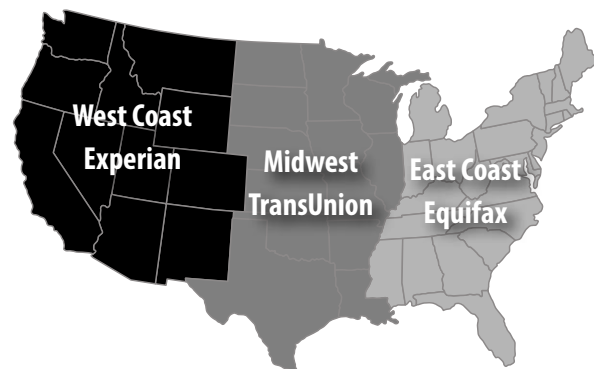 West Coast
Experian
Midwest
TransUnion
East Coast
Equifax